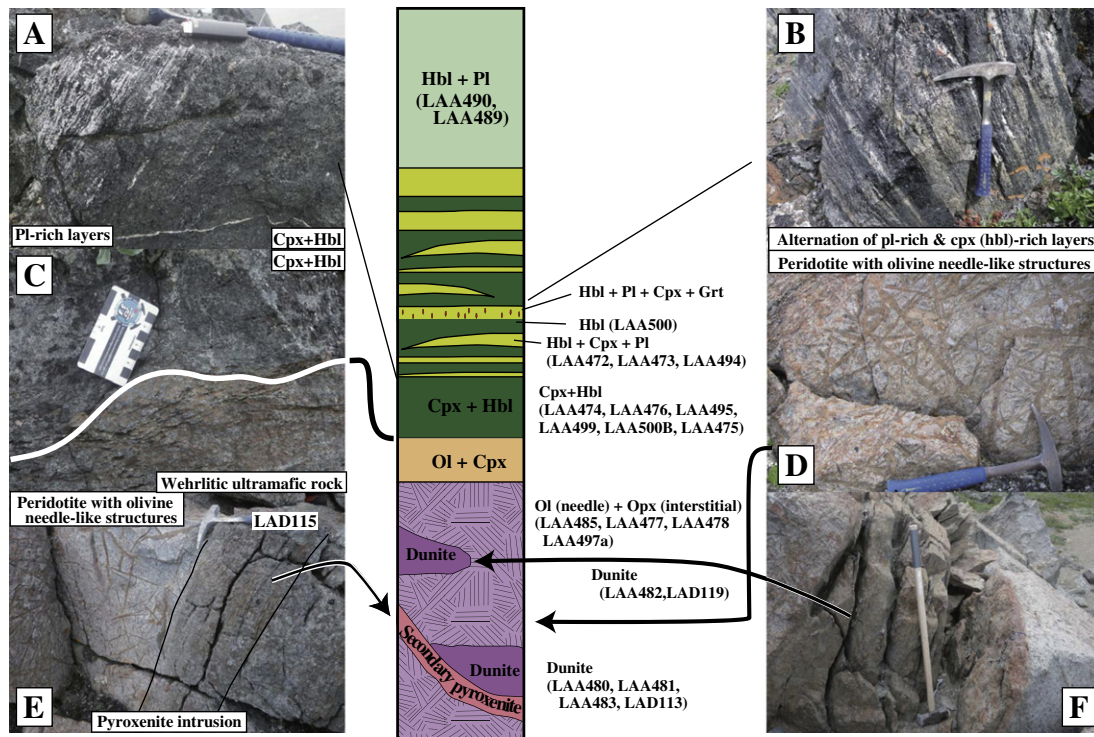 A
Pl-rich layers
Cpx+Hbl
Cpx+Hbl
C
Wehrlitic ultramafic rock
Peridotite with olivine
needle-like structures
LAD115
E
Pyroxenite intrusion
Hbl + Pl
(LAA490,
LAA489)
Cpx + Hbl
Ol + Cpx
Dunite
Dunite
Secondary pyroxenite
Hbl + Pl + Cpx + Grt
Hbl (LAA500)
Hbl + Cpx + Pl
(LAA472, LAA473, LAA494)
Cpx+Hbl
(LAA474, LAA476, LAA495,
LAA499, LAA500B, LAA475)
Ol (needle) + Opx (interstitial)
(LAA485, LAA477, LAA478
LAA497a)
Dunite
(LAA482,LAD119)
Dunite
(LAA480, LAA481,
LAA483, LAD113)
B
Alternation of pl-rich & cpx (hbl)-rich layers
Peridotite with olivine needle-like structures
D
F